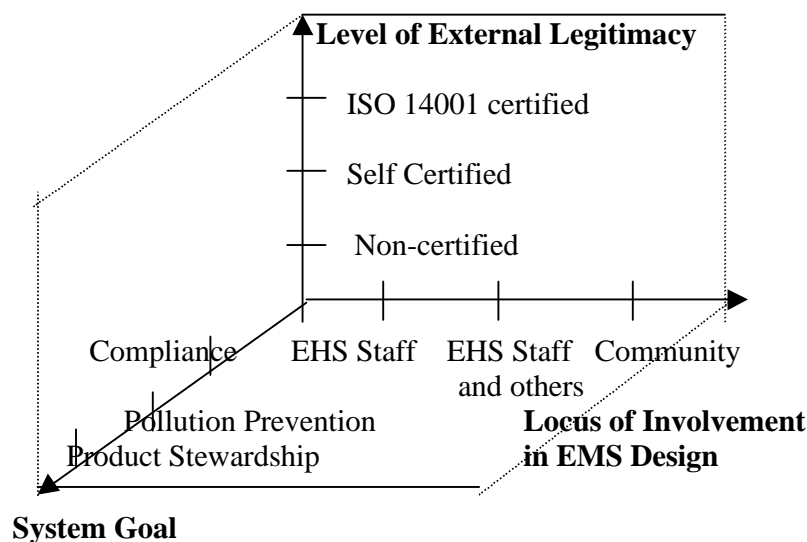 Level of External Legitimacy
ISO 14001 certified
Self Certified
Non-certified
Compliance
EHS Staff
EHS Staff
and others
Community
Pollution Prevention
Product Stewardship
Locus of Involvement
in EMS Design
System Goal